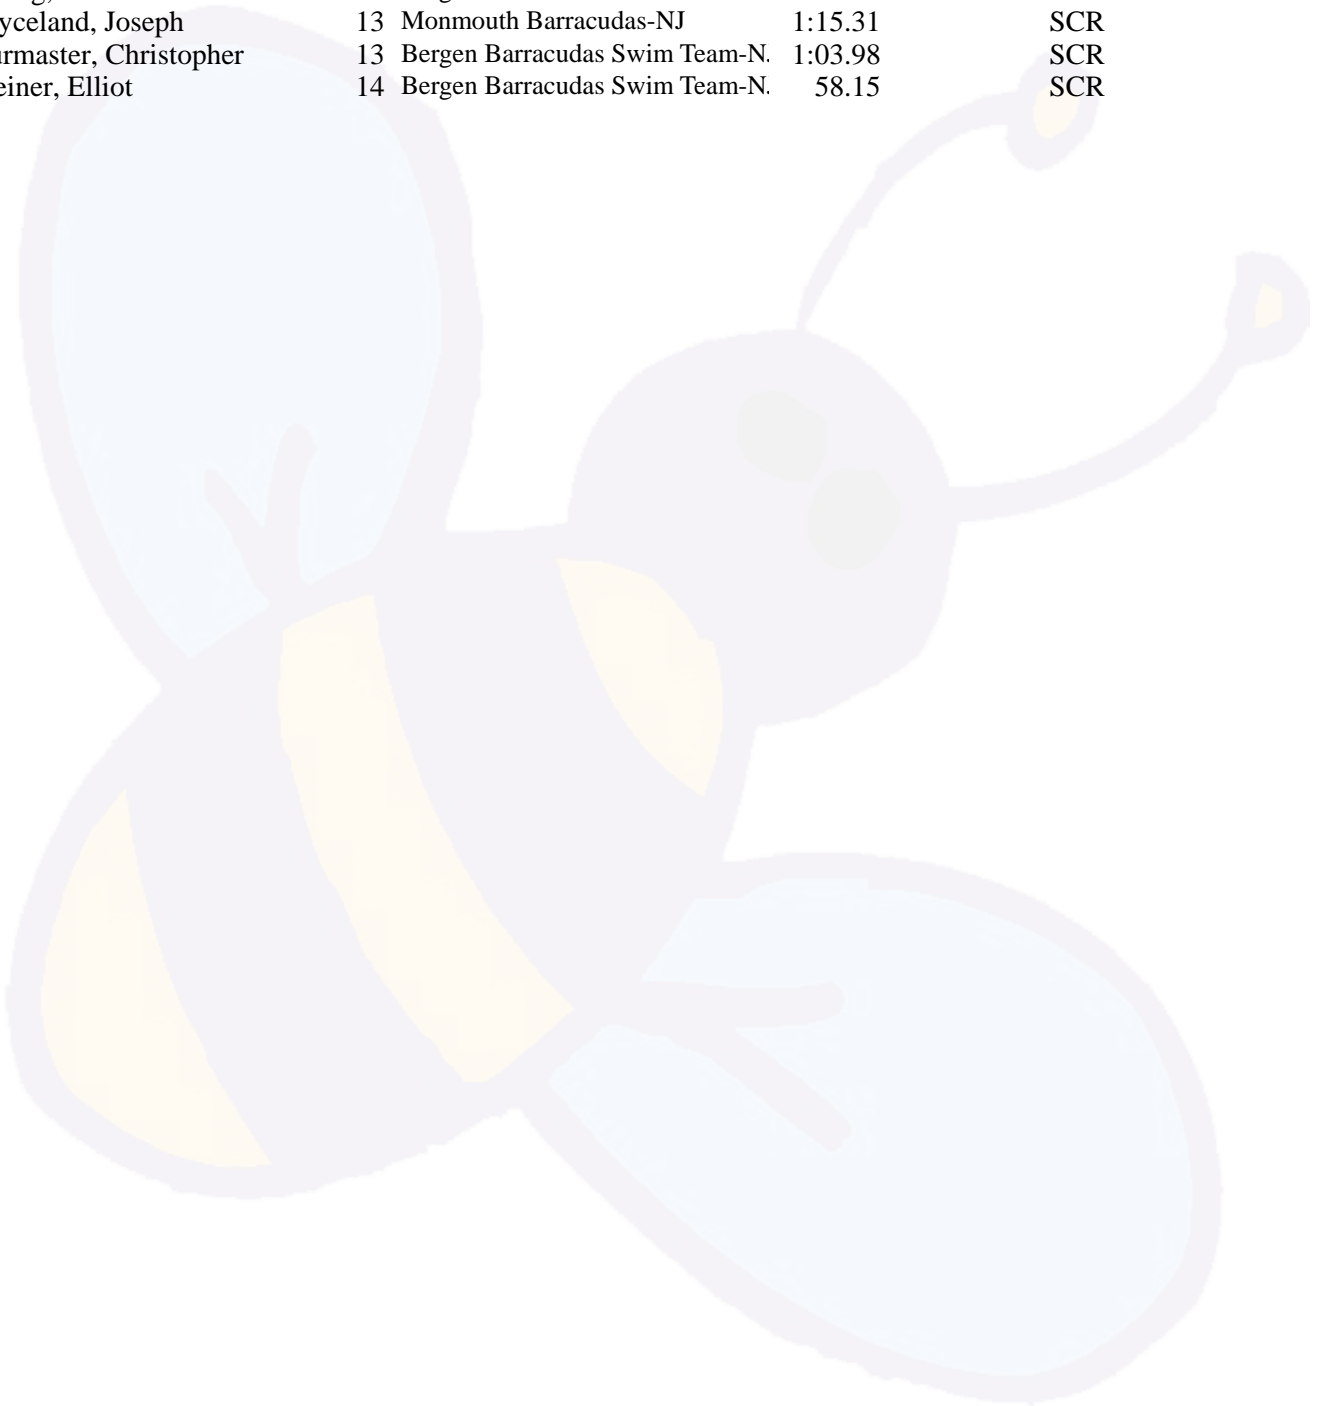 yceland, Joseph 13 Monmouth Barracudas-NJ 1:15.31 SCR
urmaster, Christopher 13 Bergen Barracudas Swim Team-N. 1:03.98 SCR
einer, Elliot 14 Bergen Barracudas Swim Team-N. 58.15 SCR